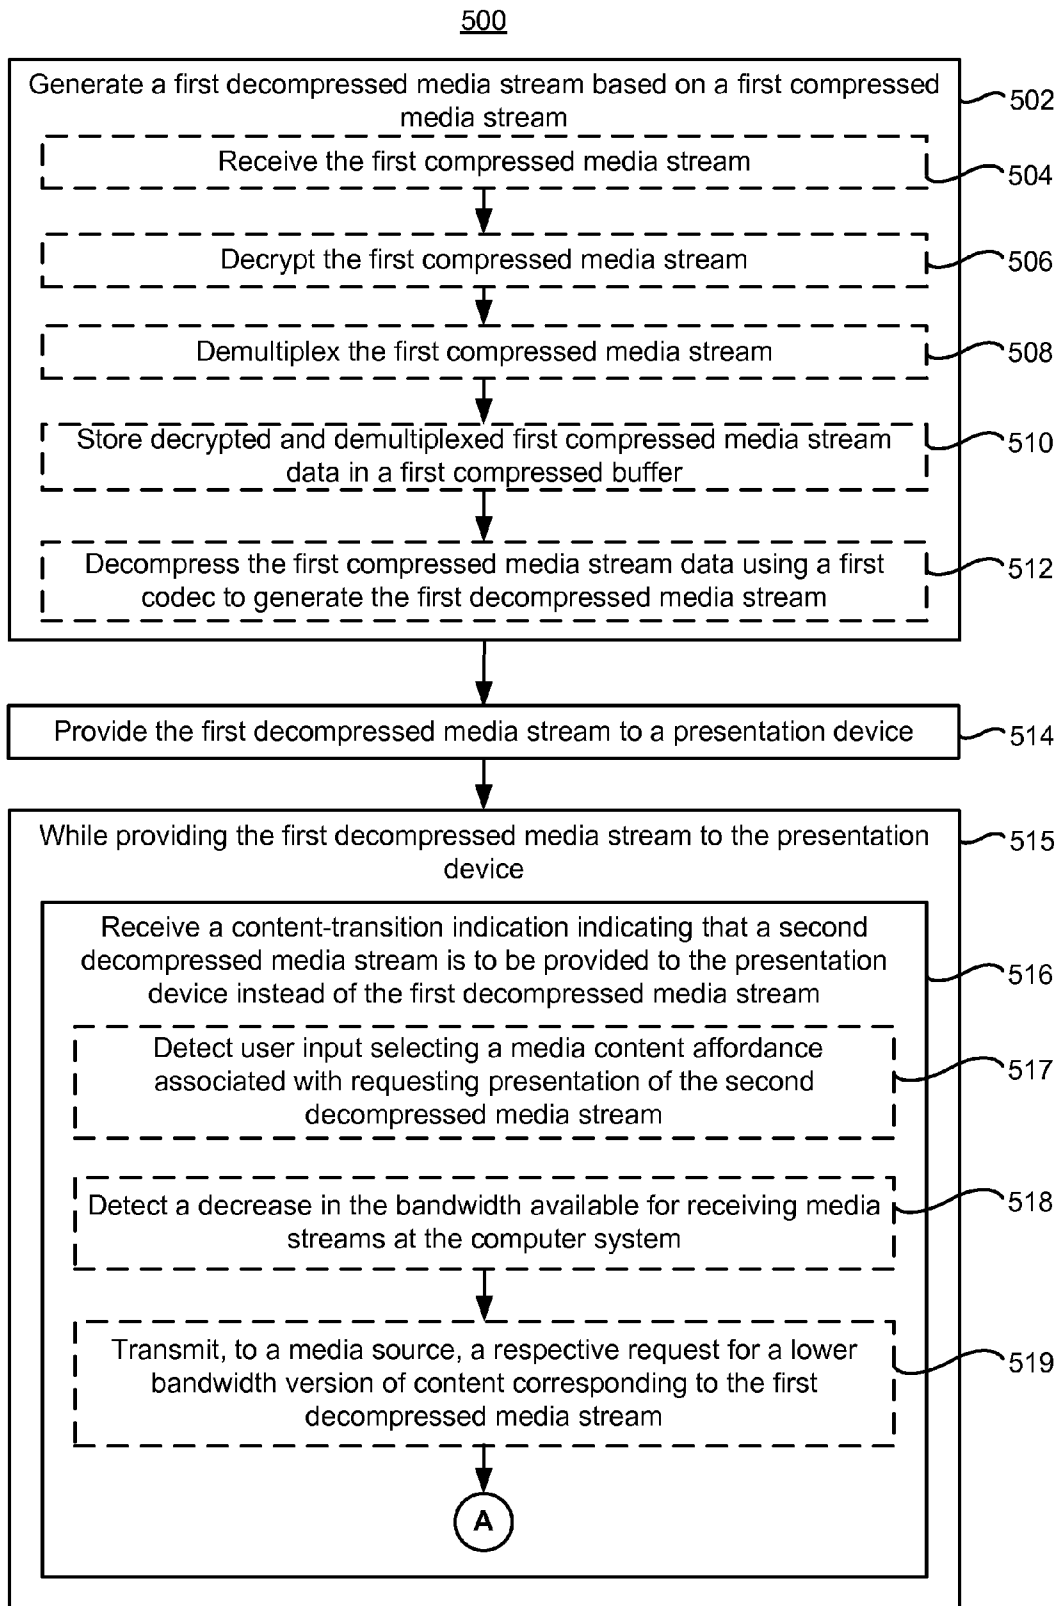 500
Generate a first decompressed media stream based on a first compressed
media stream
502
Receive the first compressed media stream
504
Decrypt the first compressed media stream
506
Demultiplex the first compressed media stream
508
Store decrypted and demultiplexed first compressed media stream
data in a first compressed buffer
510
Decompress the first compressed media stream data using a first
codec to generate the first decompressed media stream
512
Provide the first decompressed media stream to a presentation device
514
While providing the first decompressed media stream to the presentation
device
515
Receive a content-transition indication indicating that a second
decompressed media stream is to be provided to the presentation
device instead of the first decompressed media stream
516
Detect user input selecting a media content affordance
associated with requesting presentation of the second
decompressed media stream
517
Detect a decrease in the bandwidth available for receiving media
streams at the computer system
518
Transmit, to a media source, a respective request for a lower
bandwidth version of content corresponding to the first
decompressed media stream
519
A